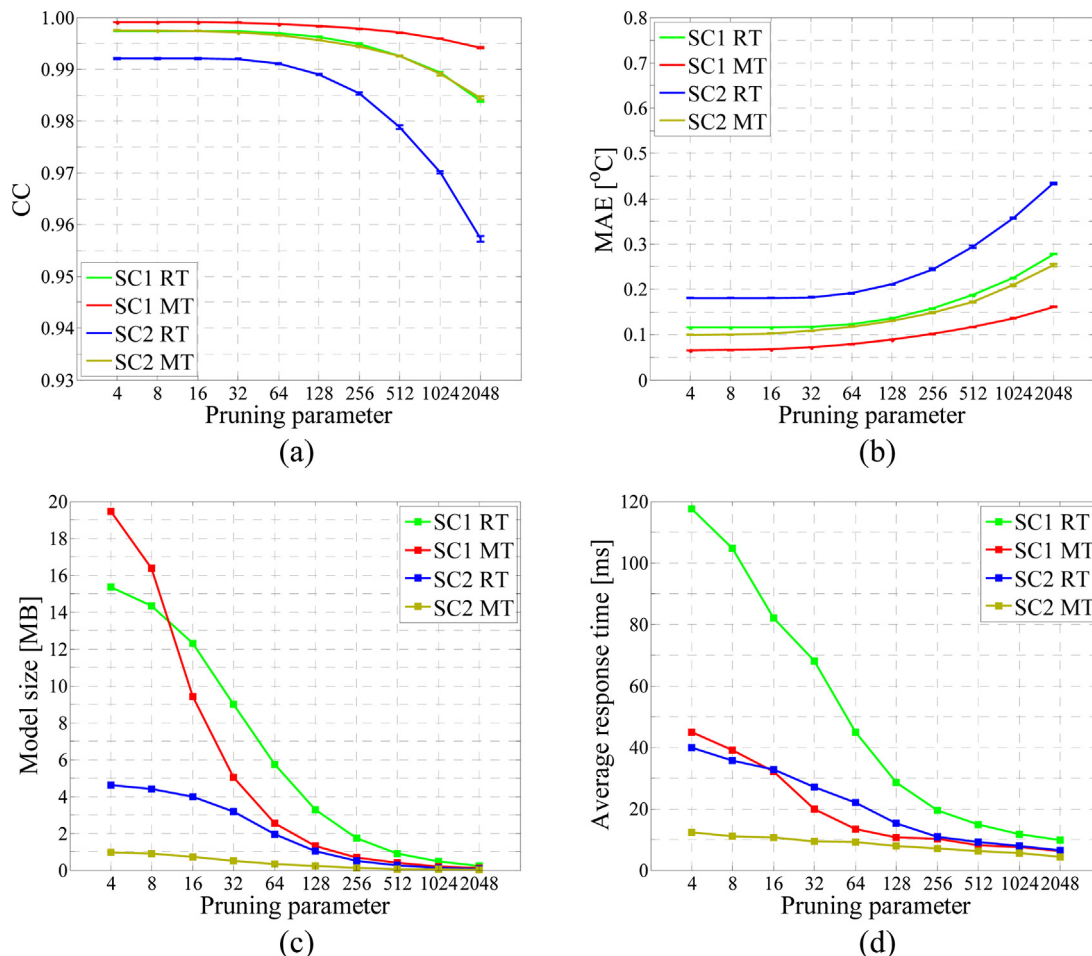 1.00
0.99
0.98
0.97
0.96
0.95
0.94
0.93
CC
SC1 RT
SC1 MT
SC2 RT
SC2 MT
4 8 16 32 64 128 256 512 1024 2048
Pruning parameter
(a)
0.8
0.7
0.6
0.5
0.4
0.3
0.2
0.1
0
MAE [°C]
SC1 RT
SC1 MT
SC2 RT
SC2 MT
4 8 16 32 64 128 256 512 1024 2048
Pruning parameter
(b)
20
18
16
14
12
10
8
6
4
2
0
Model size [MB]
SC1 RT
SC1 MT
SC2 RT
SC2 MT
4 8 16 32 64 128 256 512 1024 2048
Pruning parameter
(c)
120
100
80
60
40
20
0
Average response time [ms]
SC1 RT
SC1 MT
SC2 RT
SC2 MT
4 8 16 32 64 128 256 512 1024 2048
Pruning parameter
(d)